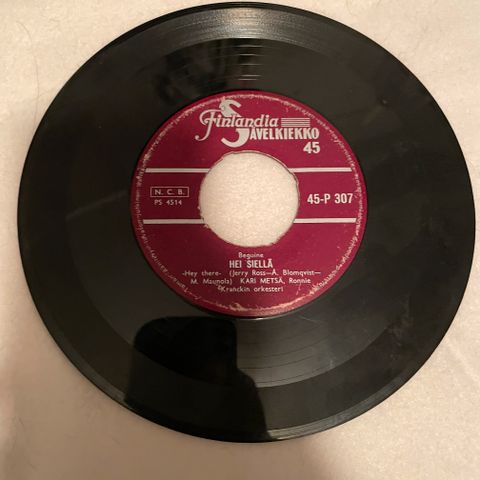 Finlandia
SÄVELKIEKKO
45
N. C. B.
PS 4514
45-P 307
Beguine
HEI SIELLÄ
-Hey there- (Jerry Ross—A. Blomqvist—
M. Maunola) KARI METSÄ, Ronnie
Kranckin orkesteri